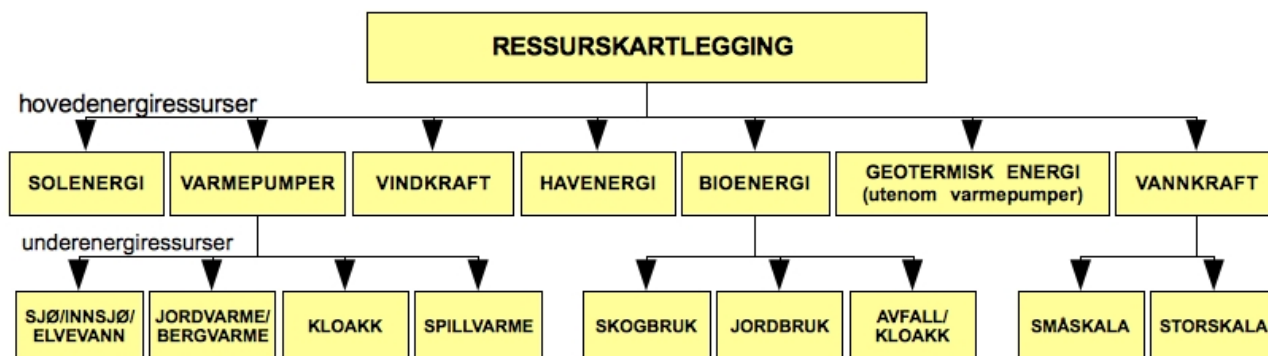 RESSURSKARTLEGGING
hovedenergiressurser
SOLENERGI
VARMEPUMPER
VINDKRAFT
HAVENERGI
BIOENERGI
GEOTERMISK ENERGI
(utenom varmepumper)
VANNKRAFT
underenergiressurser
SJØ/INNSJØ/
ELVEVANN
JORDVARME/
BERGVARME
KLOAKK
SPILLVARME
SKOGBRUK
JORDBRUK
AVFALL/
KLOAKK
SMÅSKALA
STORSKALA